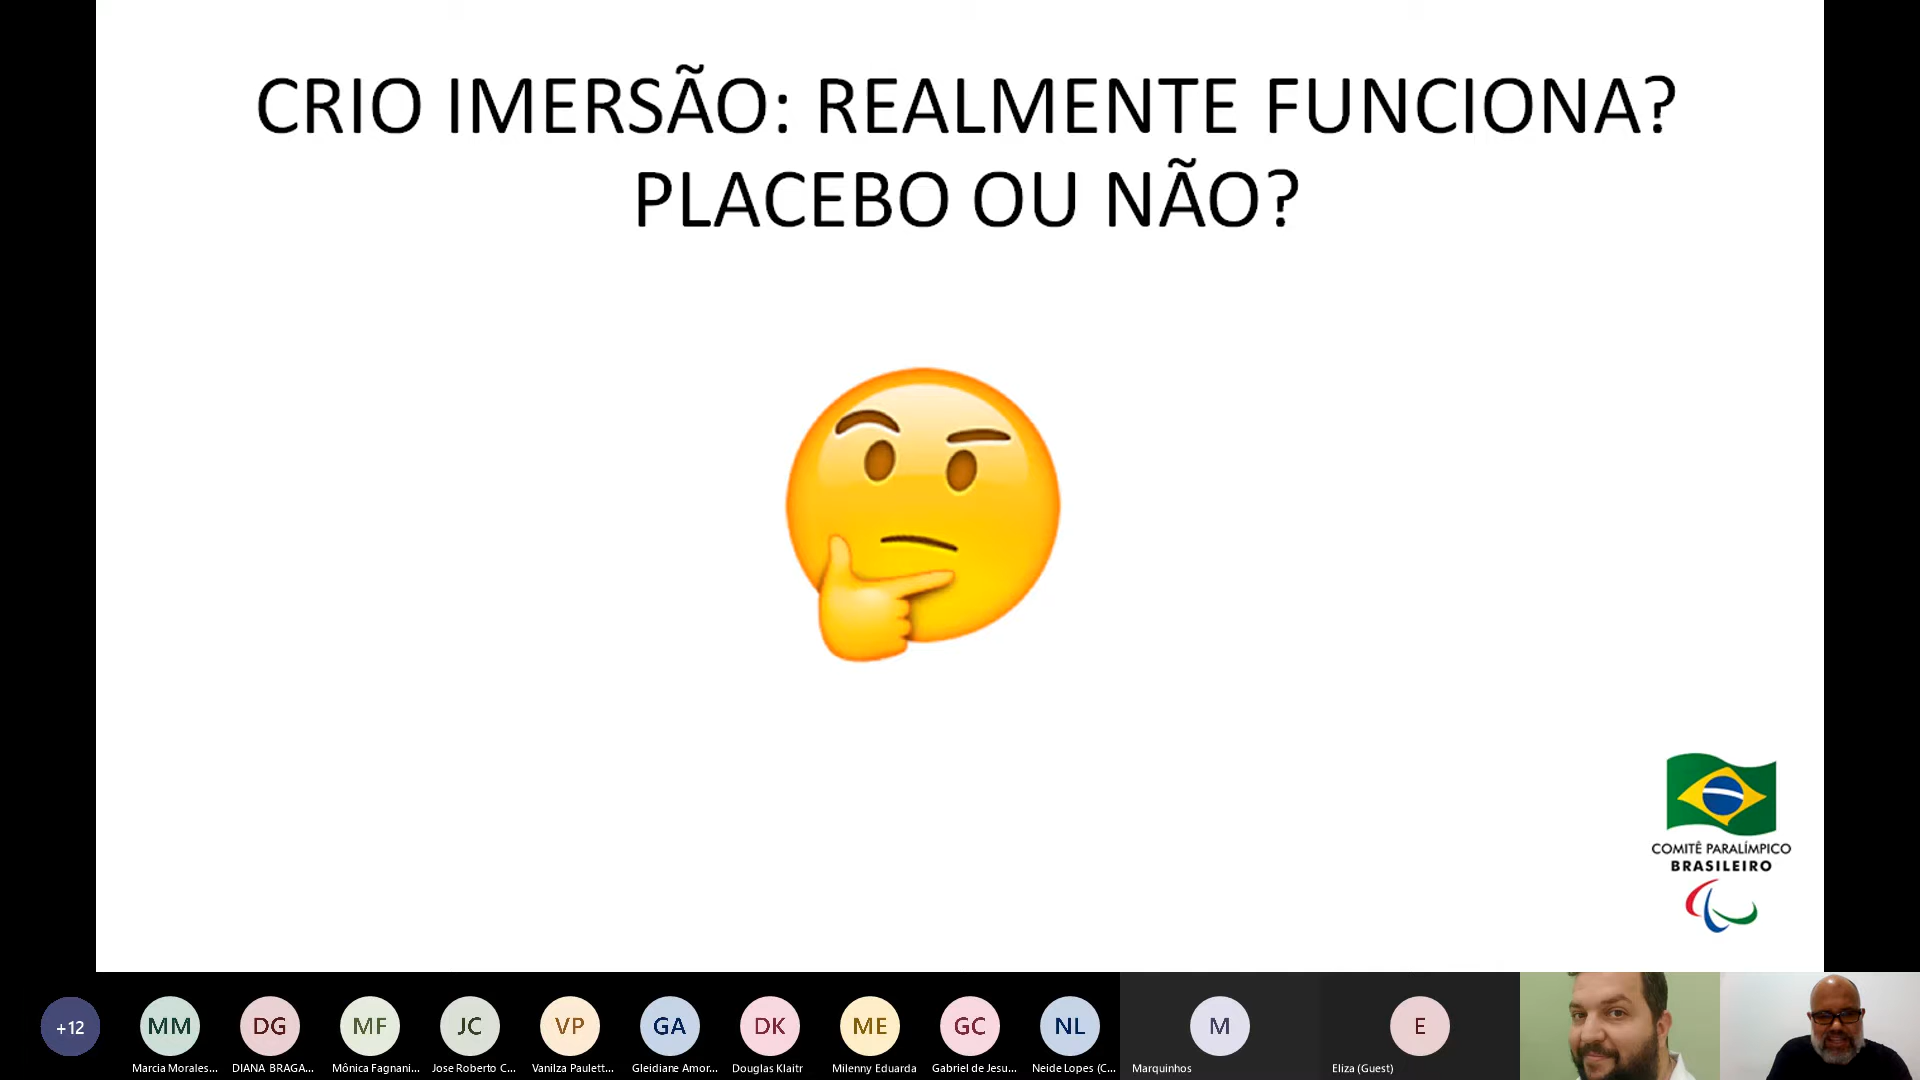 CRIO IMERSÃO: REALMENTE FUNCIONA?
PLACEBO OU NÃO?
COMITÊ PARALÍMPICO
BRASILEIRO
+12
MM
DG
MF
JC
VP
GA
DK
ME
GC
NL
M
E
Marcia Morales...
DIANA BRAGA...
Mônica Fagnani...
Jose Roberto C...
Vanilza Paulett...
Gleidiane Amor...
Douglas Klaitr
Milenny Eduarda
Gabriel de Jesu...
Neide Lopes (C...
Marquinhos
Eliza (Guest)